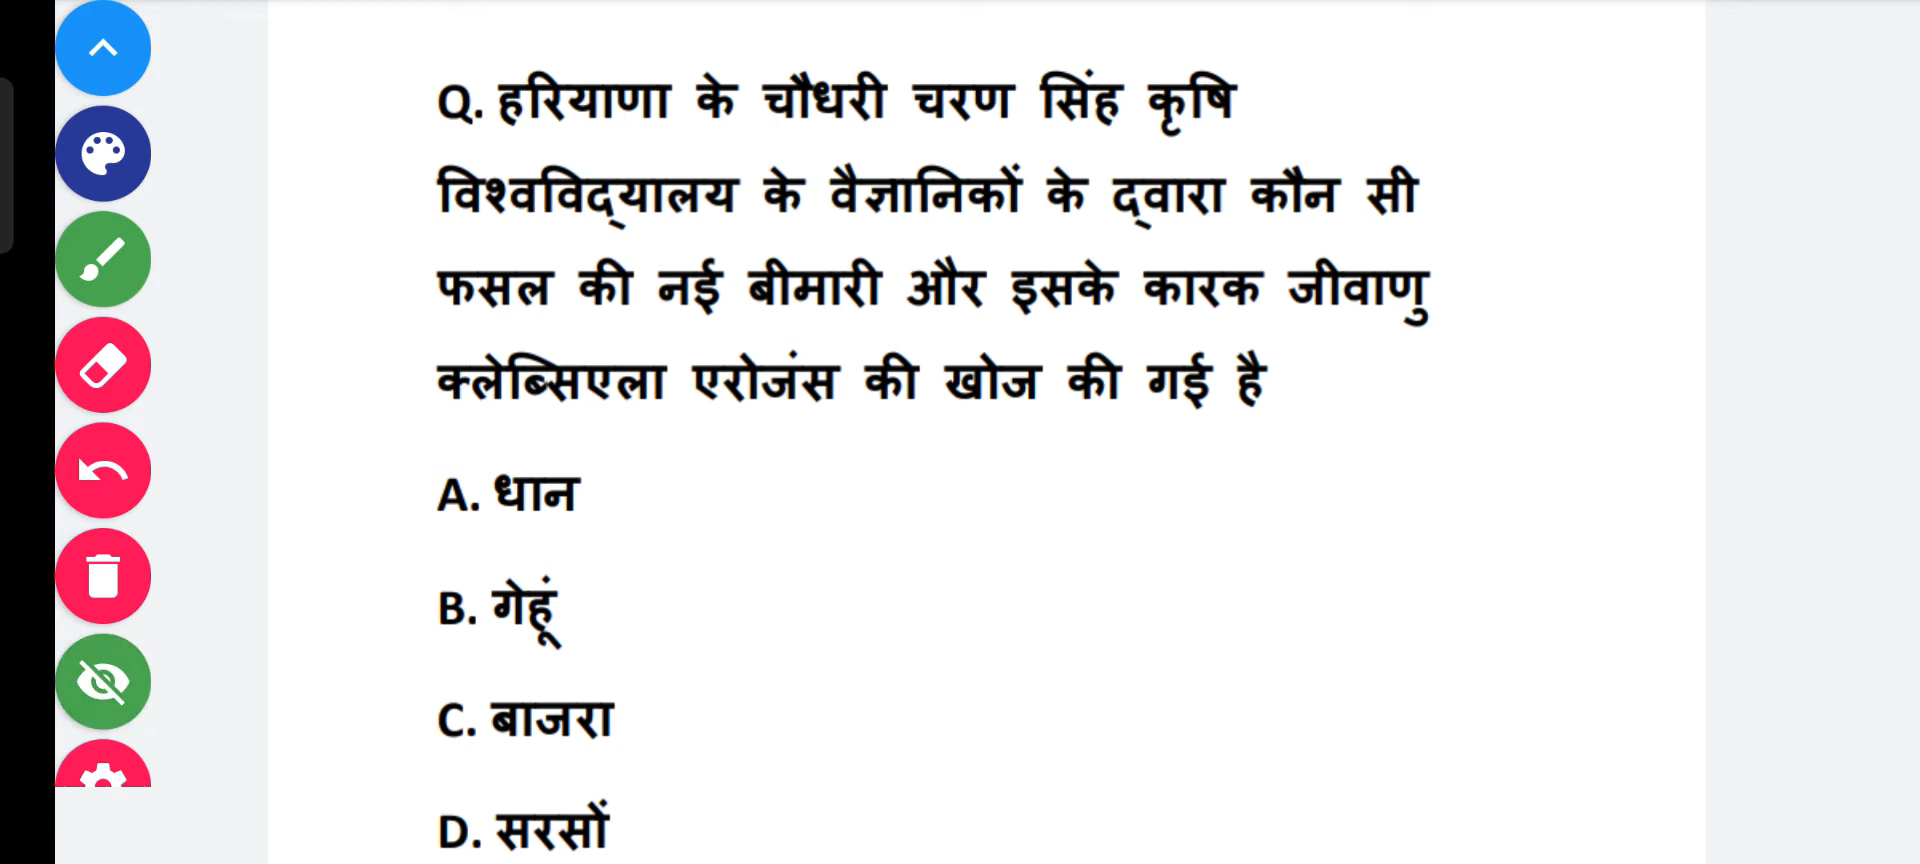 Q. हरियाणा के चौधरी चरण सिंह कृषि
विश्वविद्यालय के वैज्ञानिकों के द्वारा कौन सी
फसल की नई बीमारी और इसके कारक जीवाणु
क्लेब्सिएला एरोजंस की खोज की गई है
A. धान
B. गेहूं
C. बाजरा
D. सरसों